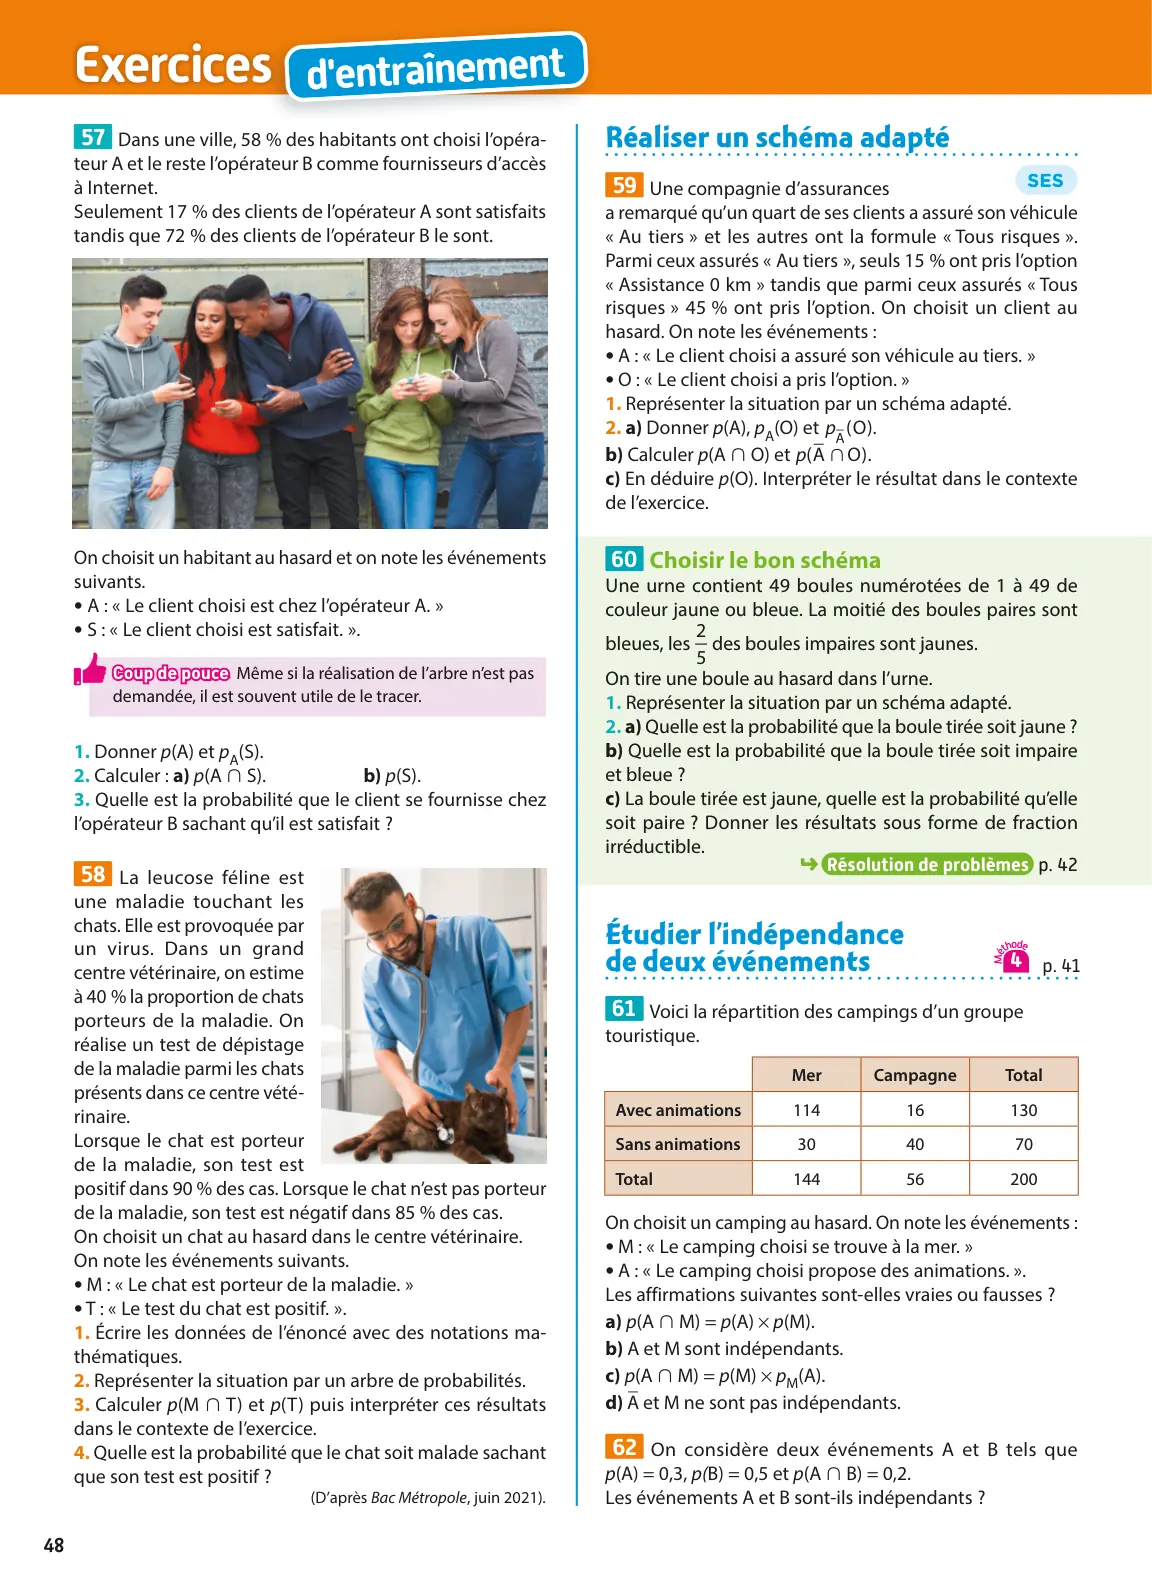 Exercices d'entraînement
57 Dans une ville, 58 % des habitants ont choisi l’opéra-
teur A et le reste l’opérateur B comme fournisseurs d’accès
à Internet.
Seulement 17 % des clients de l’opérateur A sont satisfaits
tandis que 72 % des clients de l’opérateur B le sont.
On choisit un habitant au hasard et on note les événements
suivants.
• A : « Le client choisi est chez l’opérateur A. »
• S : « Le client choisi est satisfait. ».
Coup de pouce Même si la réalisation de l’arbre n’est pas
demandée, il est souvent utile de le tracer.
1. Donner p(A) et p_A(S).
2. Calculer : a) p(A ∩ S). b) p(S).
3. Quelle est la probabilité que le client se fournisse chez
l’opérateur B sachant qu’il est satisfait ?
58 La leucose féline est
une maladie touchant les
chats. Elle est provoquée par
un virus. Dans un grand
centre vétérinaire, on estime
à 40 % la proportion de chats
porteurs de la maladie. On
réalise un test de dépistage
de la maladie parmi les chats
présents dans ce centre vété-
rinaire.
Lorsque le chat est porteur
de la maladie, son test est
positif dans 90 % des cas. Lorsque le chat n’est pas porteur
de la maladie, son test est négatif dans 85 % des cas.
On choisit un chat au hasard dans le centre vétérinaire.
On note les événements suivants.
• M : « Le chat est porteur de la maladie. »
• T : « Le test du chat est positif. ».
1. Écrire les données de l’énoncé avec des notations ma-
thématiques.
2. Représenter la situation par un arbre de probabilités.
3. Calculer p(M ∩ T) et p(T) puis interpréter ces résultats
dans le contexte de l’exercice.
4. Quelle est la probabilité que le chat soit malade sachant
que son test est positif ?
(D’après Bac Métropole, juin 2021).
Réaliser un schéma adapté
59 Une compagnie d’assurances SES
a remarqué qu’un quart de ses clients a assuré son véhicule
« Au tiers » et les autres ont la formule « Tous risques ».
Parmi ceux assurés « Au tiers », seuls 15 % ont pris l’option
« Assistance 0 km » tandis que parmi ceux assurés « Tous
risques » 45 % ont pris l’option. On choisit un client au
hasard. On note les événements :
• A : « Le client choisi a assuré son véhicule au tiers. »
• O : « Le client choisi a pris l’option. »
1. Représenter la situation par un schéma adapté.
2. a) Donner p(A), p_A(O) et p_A̅(O).
b) Calculer p(A ∩ O) et p(A̅ ∩ O).
c) En déduire p(O). Interpréter le résultat dans le contexte
de l’exercice.
60 Choisir le bon schéma
Une urne contient 49 boules numérotées de 1 à 49 de
couleur jaune ou bleue. La moitié des boules paires sont
bleues, les 2/5 des boules impaires sont jaunes.
On tire une boule au hasard dans l’urne.
1. Représenter la situation par un schéma adapté.
2. a) Quelle est la probabilité que la boule tirée soit jaune ?
b) Quelle est la probabilité que la boule tirée soit impaire
et bleue ?
c) La boule tirée est jaune, quelle est la probabilité qu’elle
soit paire ? Donner les résultats sous forme de fraction
irréductible.
↪ Résolution de problèmes p. 42
Étudier l’indépendance
de deux événements Méthode 4 p. 41
61 Voici la répartition des campings d’un groupe
touristique.
Mer Campagne Total
Avec animations 114 16 130
Sans animations 30 40 70
Total 144 56 200
On choisit un camping au hasard. On note les événements :
• M : « Le camping choisi se trouve à la mer. »
• A : « Le camping choisi propose des animations. ».
Les affirmations suivantes sont-elles vraies ou fausses ?
a) p(A ∩ M) = p(A) × p(M).
b) A et M sont indépendants.
c) p(A ∩ M) = p(M) × p_M(A).
d) A̅ et M ne sont pas indépendants.
62 On considère deux événements A et B tels que
p(A) = 0,3, p(B) = 0,5 et p(A ∩ B) = 0,2.
Les événements A et B sont-ils indépendants ?
48